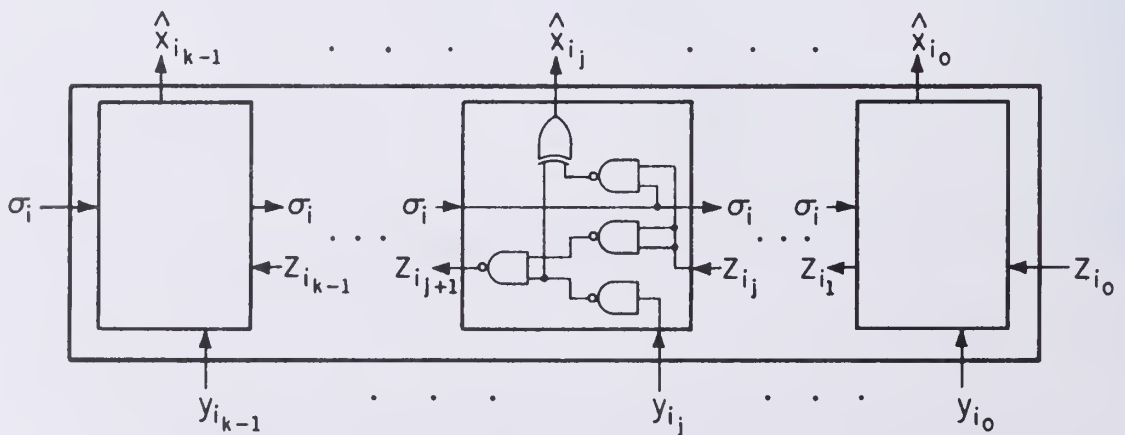 x̂_{i_{k-1}} . . . x̂_{i_j} . . . x̂_{i_0}
σ_i σ_i σ_i σ_i σ_i
. . . . . .
Z_{i_{k-1}} Z_{i_{j+1}} Z_{i_j} Z_{i_1} Z_{i_0}
y_{i_{k-1}} . . . y_{i_j} . . . y_{i_0}